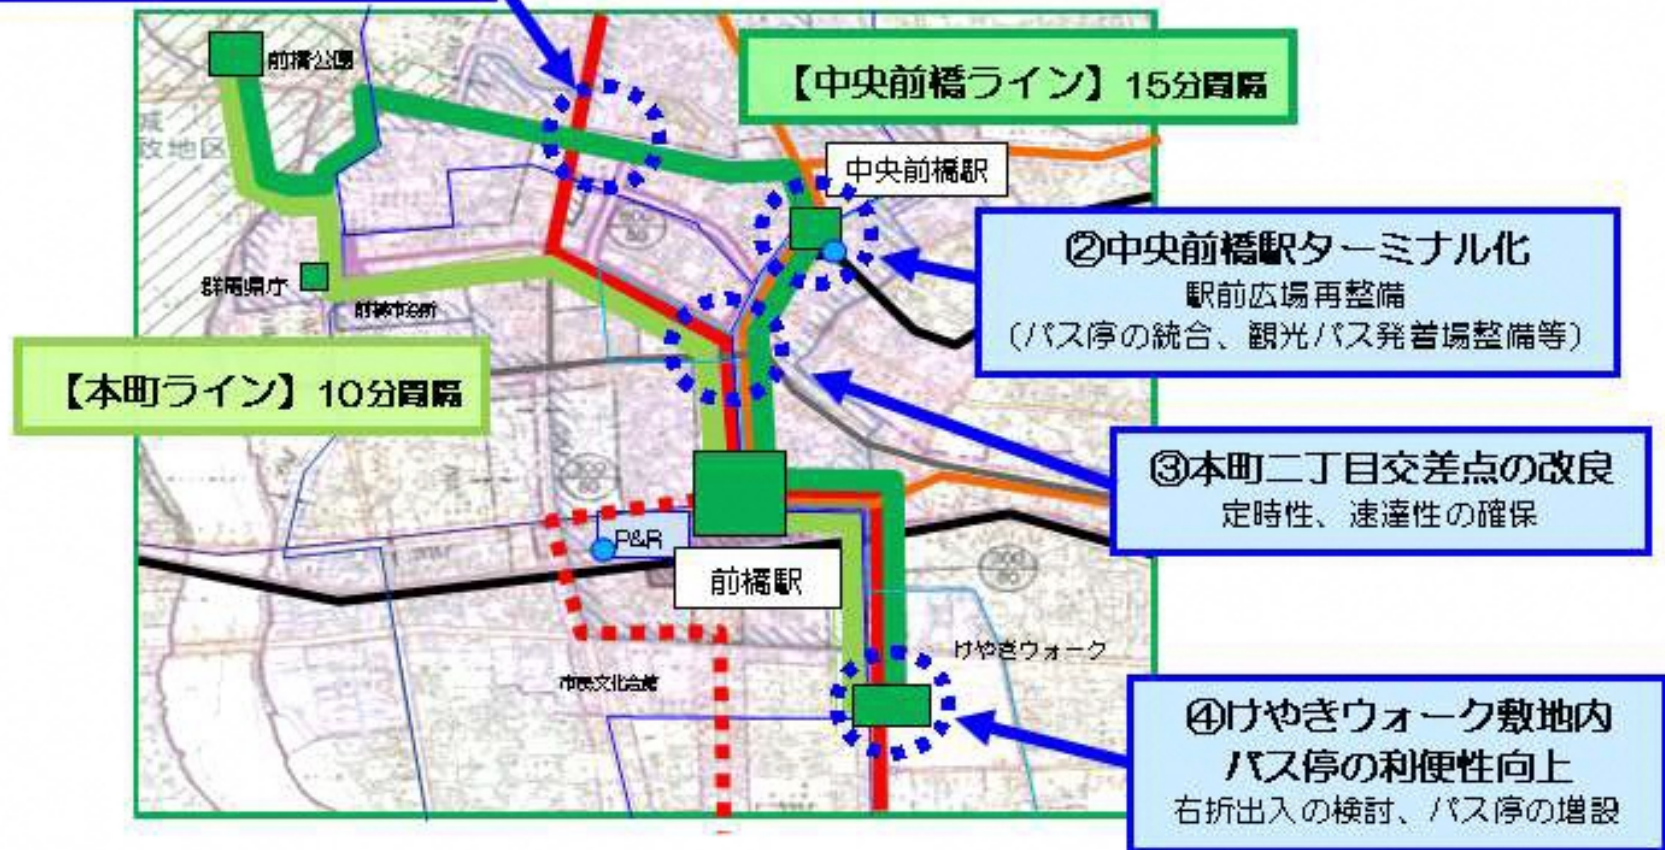 前橋公園
【中央前橋ライン】15分間隔
中央前橋駅
②中央前橋駅ターミナル化
駅前広場再整備
（バス停の統合、観光バス発着場整備等）
群馬県庁
前橋市役所
【本町ライン】10分間隔
③本町二丁目交差点の改良
定時性、速達性の確保
P&R
前橋駅
けやきウォーク
市民文化会館
④けやきウォーク敷地内
バス停の利便性向上
右折出入の検討、バス停の増設